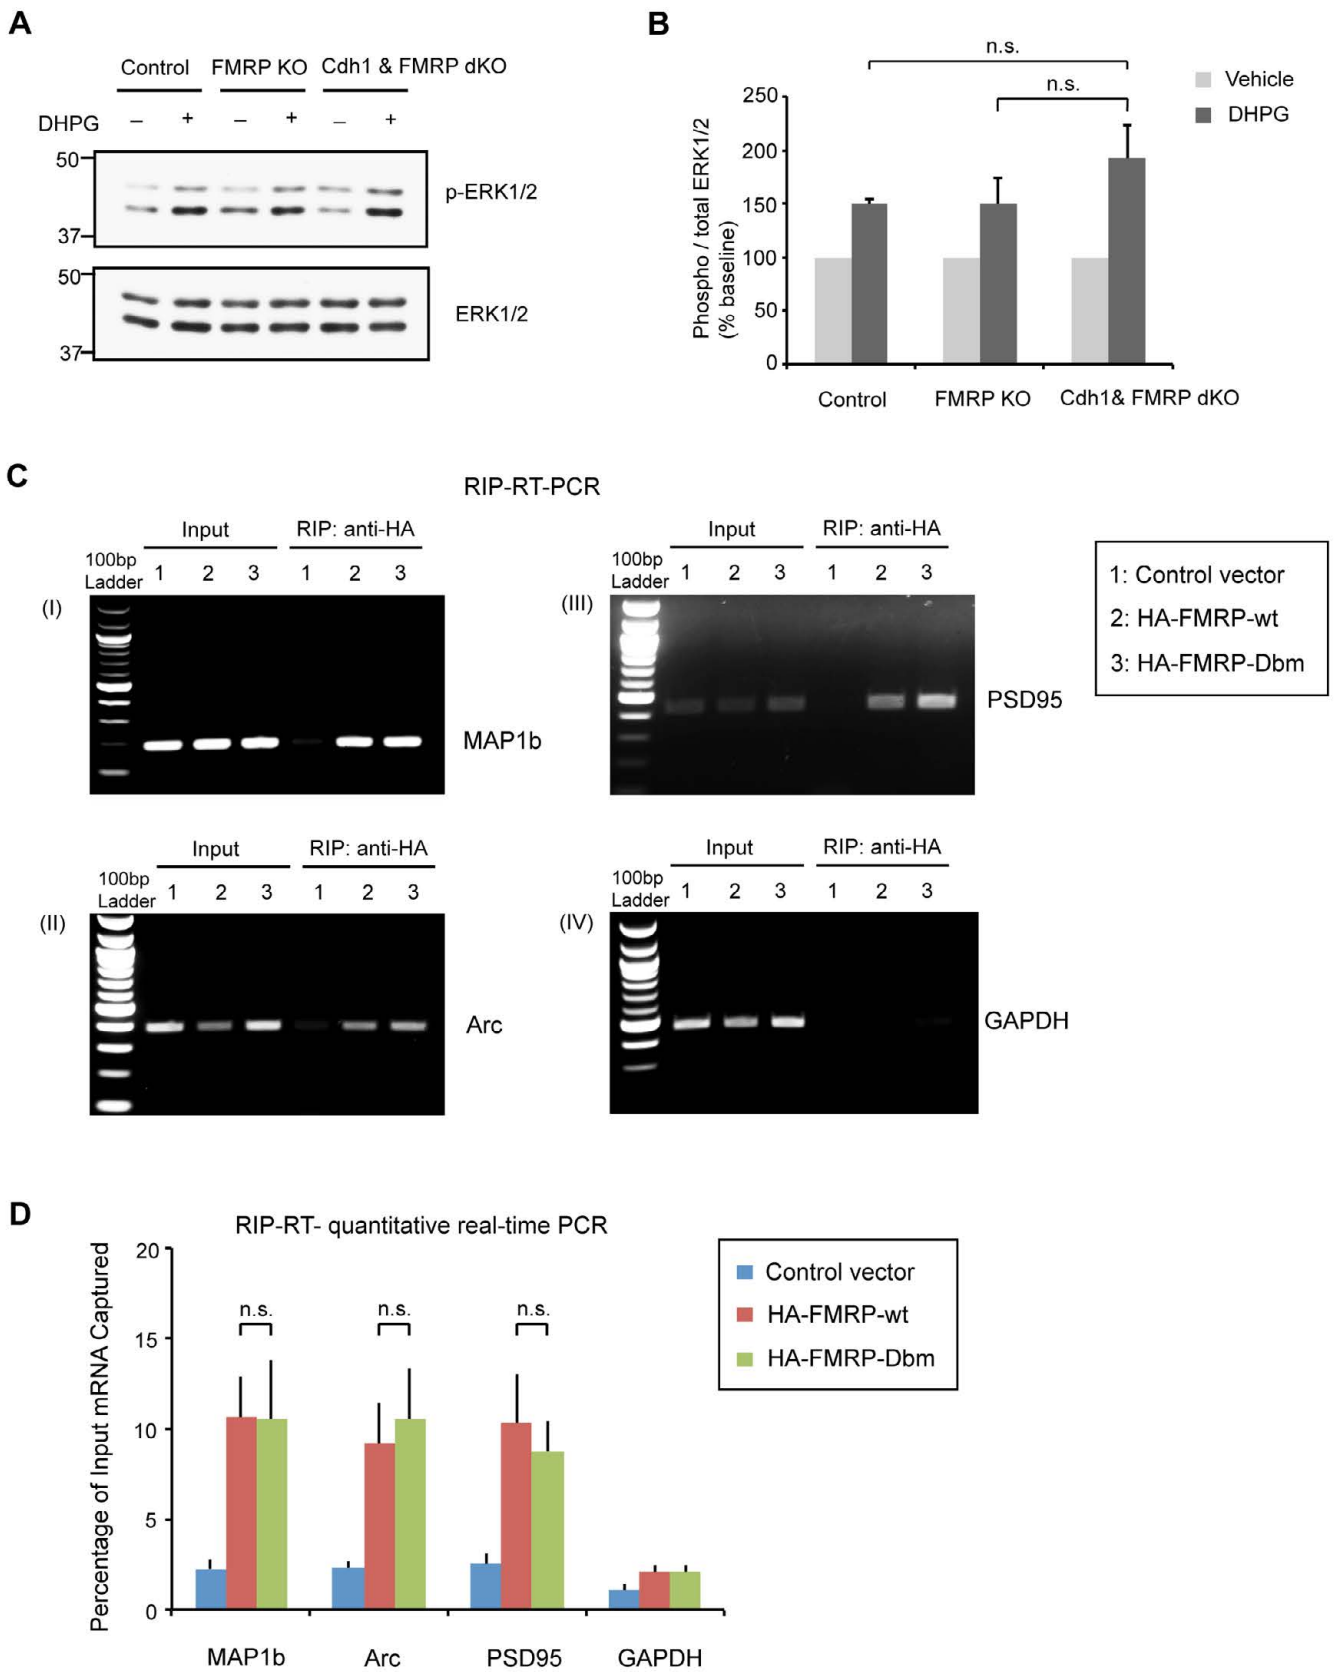 A
Control FMRP KO Cdh1 & FMRP dKO
DHPG – + – + – +
50
37
p-ERK1/2
50
37
ERK1/2
B
n.s.
n.s.
Vehicle
DHPG
Phospho / total ERK1/2
(% baseline)
250
200
150
100
50
0
Control FMRP KO Cdh1& FMRP dKO
C
RIP-RT-PCR
Input RIP: anti-HA
100bp
Ladder 1 2 3 1 2 3
(I)
MAP1b
Input RIP: anti-HA
100bp
Ladder 1 2 3 1 2 3
(III)
PSD95
1: Control vector
2: HA-FMRP-wt
3: HA-FMRP-Dbm
Input RIP: anti-HA
100bp
Ladder 1 2 3 1 2 3
(II)
Arc
Input RIP: anti-HA
100bp
Ladder 1 2 3 1 2 3
(IV)
GAPDH
D
RIP-RT- quantitative real-time PCR
Percentage of Input mRNA Captured
20
15
10
5
0
n.s. n.s. n.s.
MAP1b Arc PSD95 GAPDH
Control vector
HA-FMRP-wt
HA-FMRP-Dbm